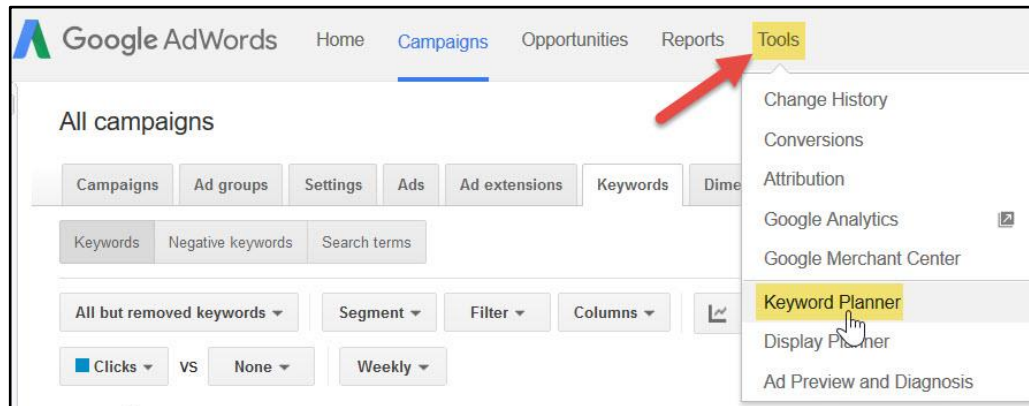 Google AdWords Home Campaigns Opportunities Reports Tools
All campaigns
Campaigns Ad groups Settings Ads Ad extensions Keywords Dime
Keywords Negative keywords Search terms
All but removed keywords Segment Filter Columns
Clicks VS None Weekly
Change History
Conversions
Attribution
Google Analytics
Google Merchant Center
Keyword Planner
Display Planner
Ad Preview and Diagnosis